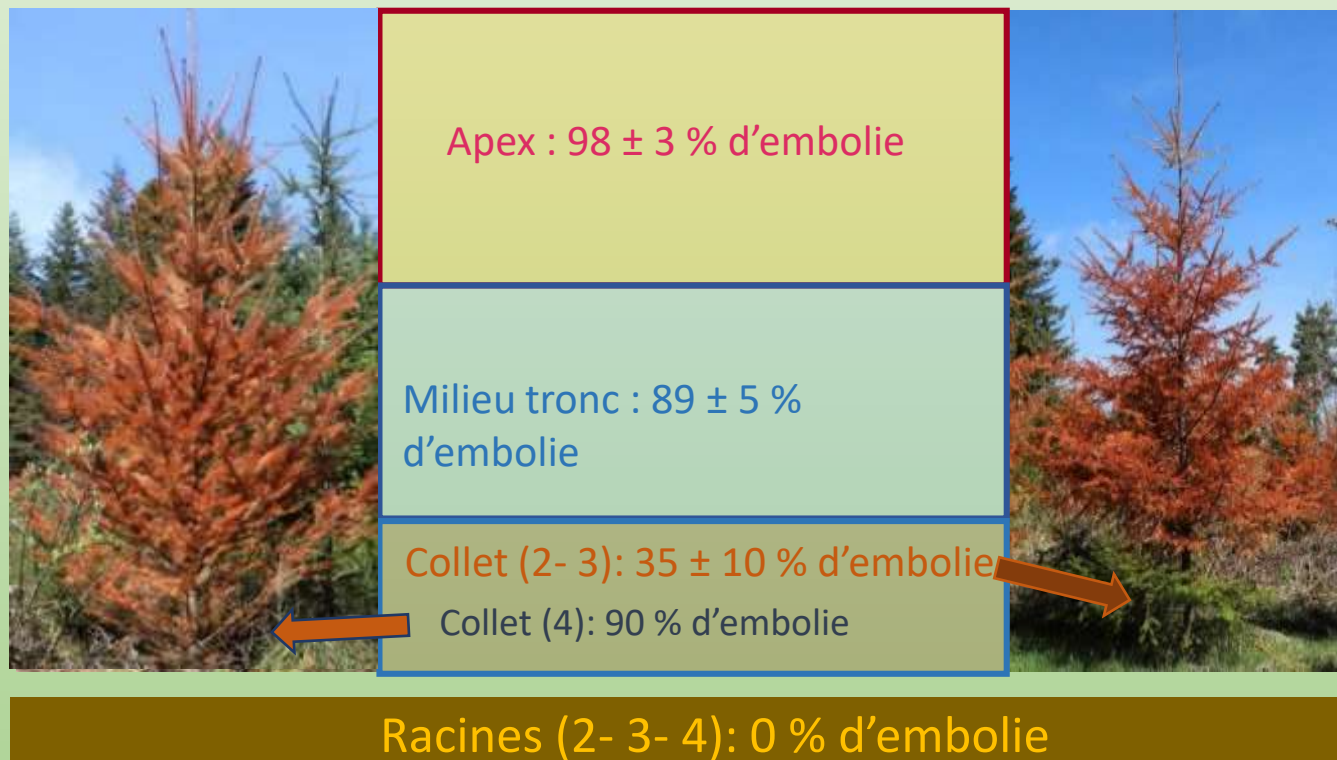 Apex : 98 ± 3 % d’embolie
Milieu tronc : 89 ± 5 %
d’embolie
Collet (2- 3): 35 ± 10 % d’embolie
Collet (4): 90 % d’embolie
Racines (2- 3- 4): 0 % d’embolie